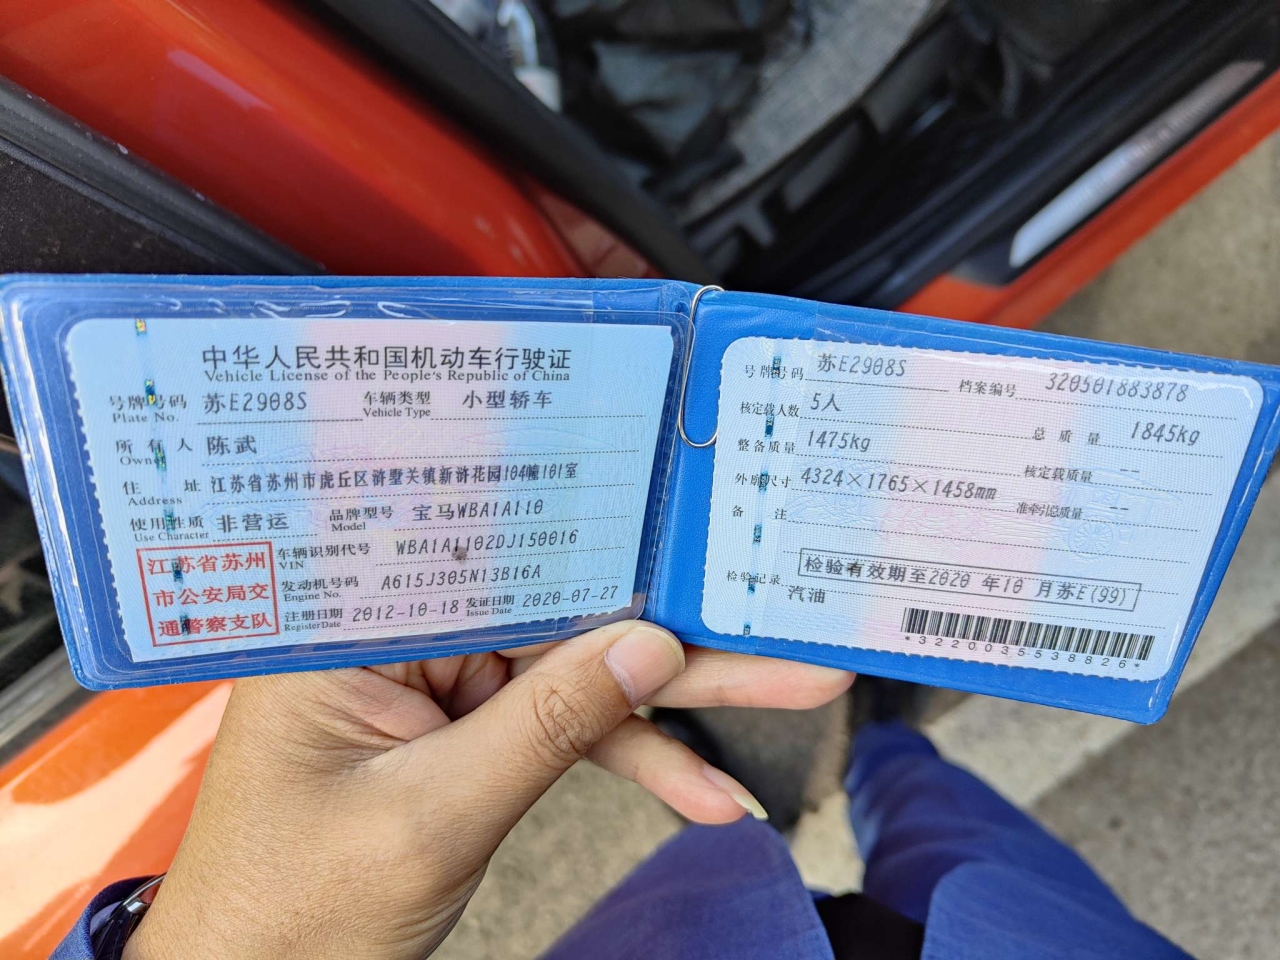 中华人民共和国机动车行驶证
Vehicle License of the People's Republic of China
号牌号码 苏E2908S 车辆类型 小型轿车
Plate No. Vehicle Type
所有人 陈武
Owner
住址 江苏省苏州市虎丘区浒墅关镇新浒花园104幢101室
Address
使用性质 非营运 品牌型号 宝马WBA1A110
Use Character Model
江苏省苏州
市公安局交
通警察支队
车辆识别代号 WBA1A1102DJ150016
VIN
发动机号码 A615J305N13B16A
Engine No.
注册日期 2012-10-18 发证日期 2020-07-27
Register Date Issue Date
号牌号码 苏E2908S 档案编号 320501883878
核定载人数 5人 总质量 1845kg
整备质量 1475kg 核定载质量 --
外廓尺寸 4324×1765×1458mm 准牵引总质量 --
备注
检验有效期至2020年10月苏E(99)
检验记录
汽油
*3220035538826*